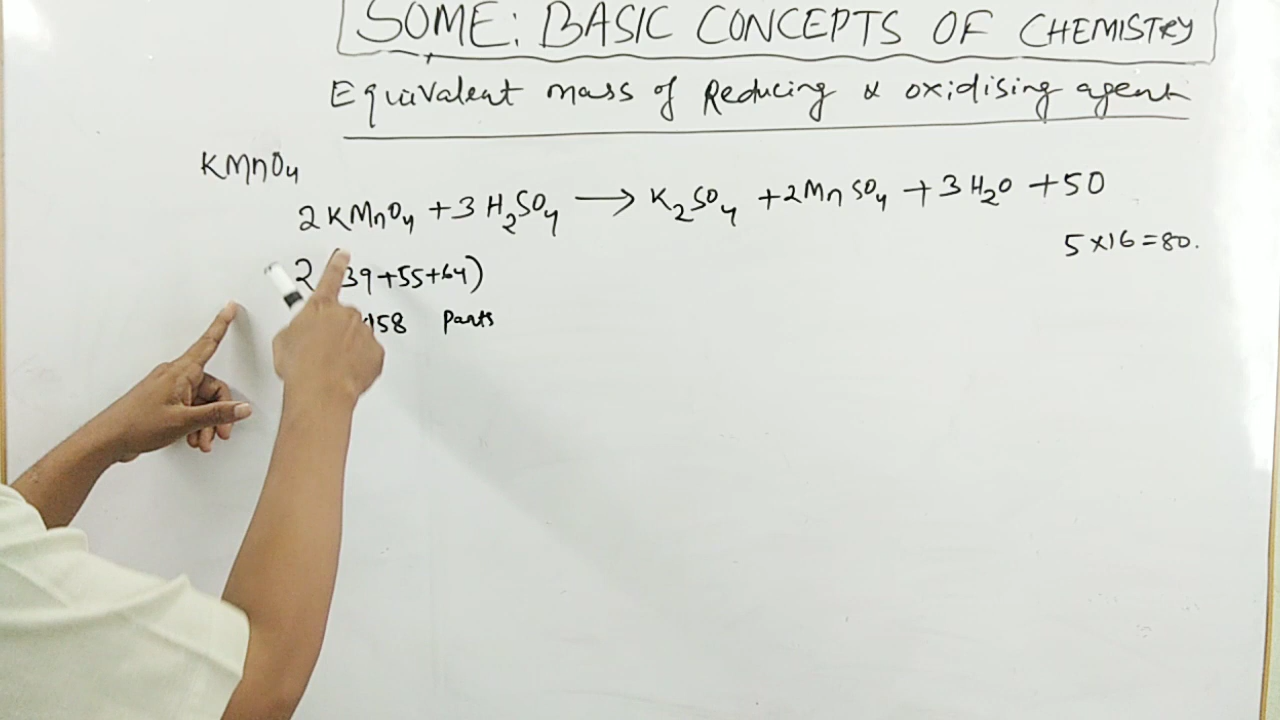 SOME: BASIC CONCEPTS OF CHEMISTRY
Equivalent mass of Reducing & oxidising agent
KMnO₄
2KMnO₄ + 3H₂SO₄ → K₂SO₄ + 2MnSO₄ + 3H₂O + 5O
5×16=80.
2 39+55+64)
158 Parts